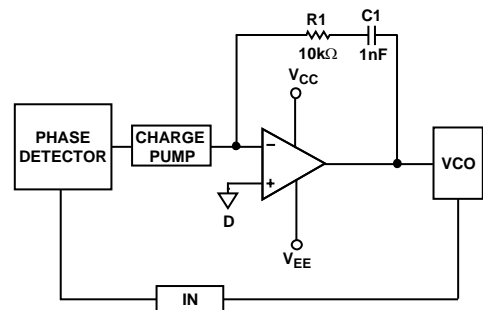 R1
10kΩ
C1
1nF
VCC
PHASE
DETECTOR
CHARGE
PUMP
−
+
D
VEE
VCO
IN